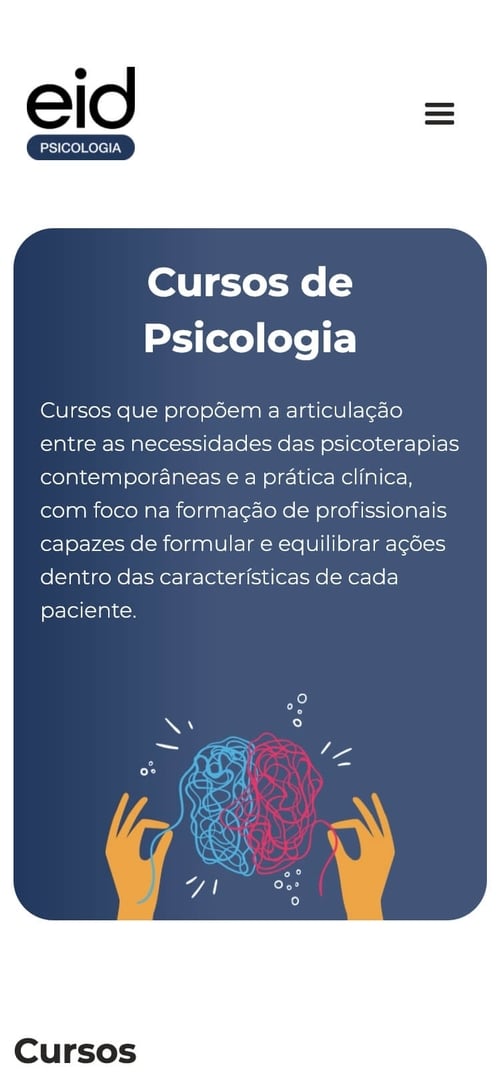 eid
PSICOLOGIA
Cursos de
Psicologia
Cursos que propõem a articulação
entre as necessidades das psicoterapias
contemporâneas e a prática clínica,
com foco na formação de profissionais
capazes de formular e equilibrar ações
dentro das características de cada
paciente.
Cursos